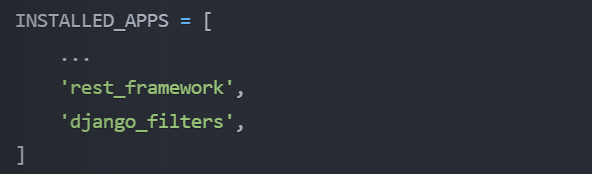 INSTALLED_APPS = [
    ...
    'rest_framework',
    'django_filters',
]